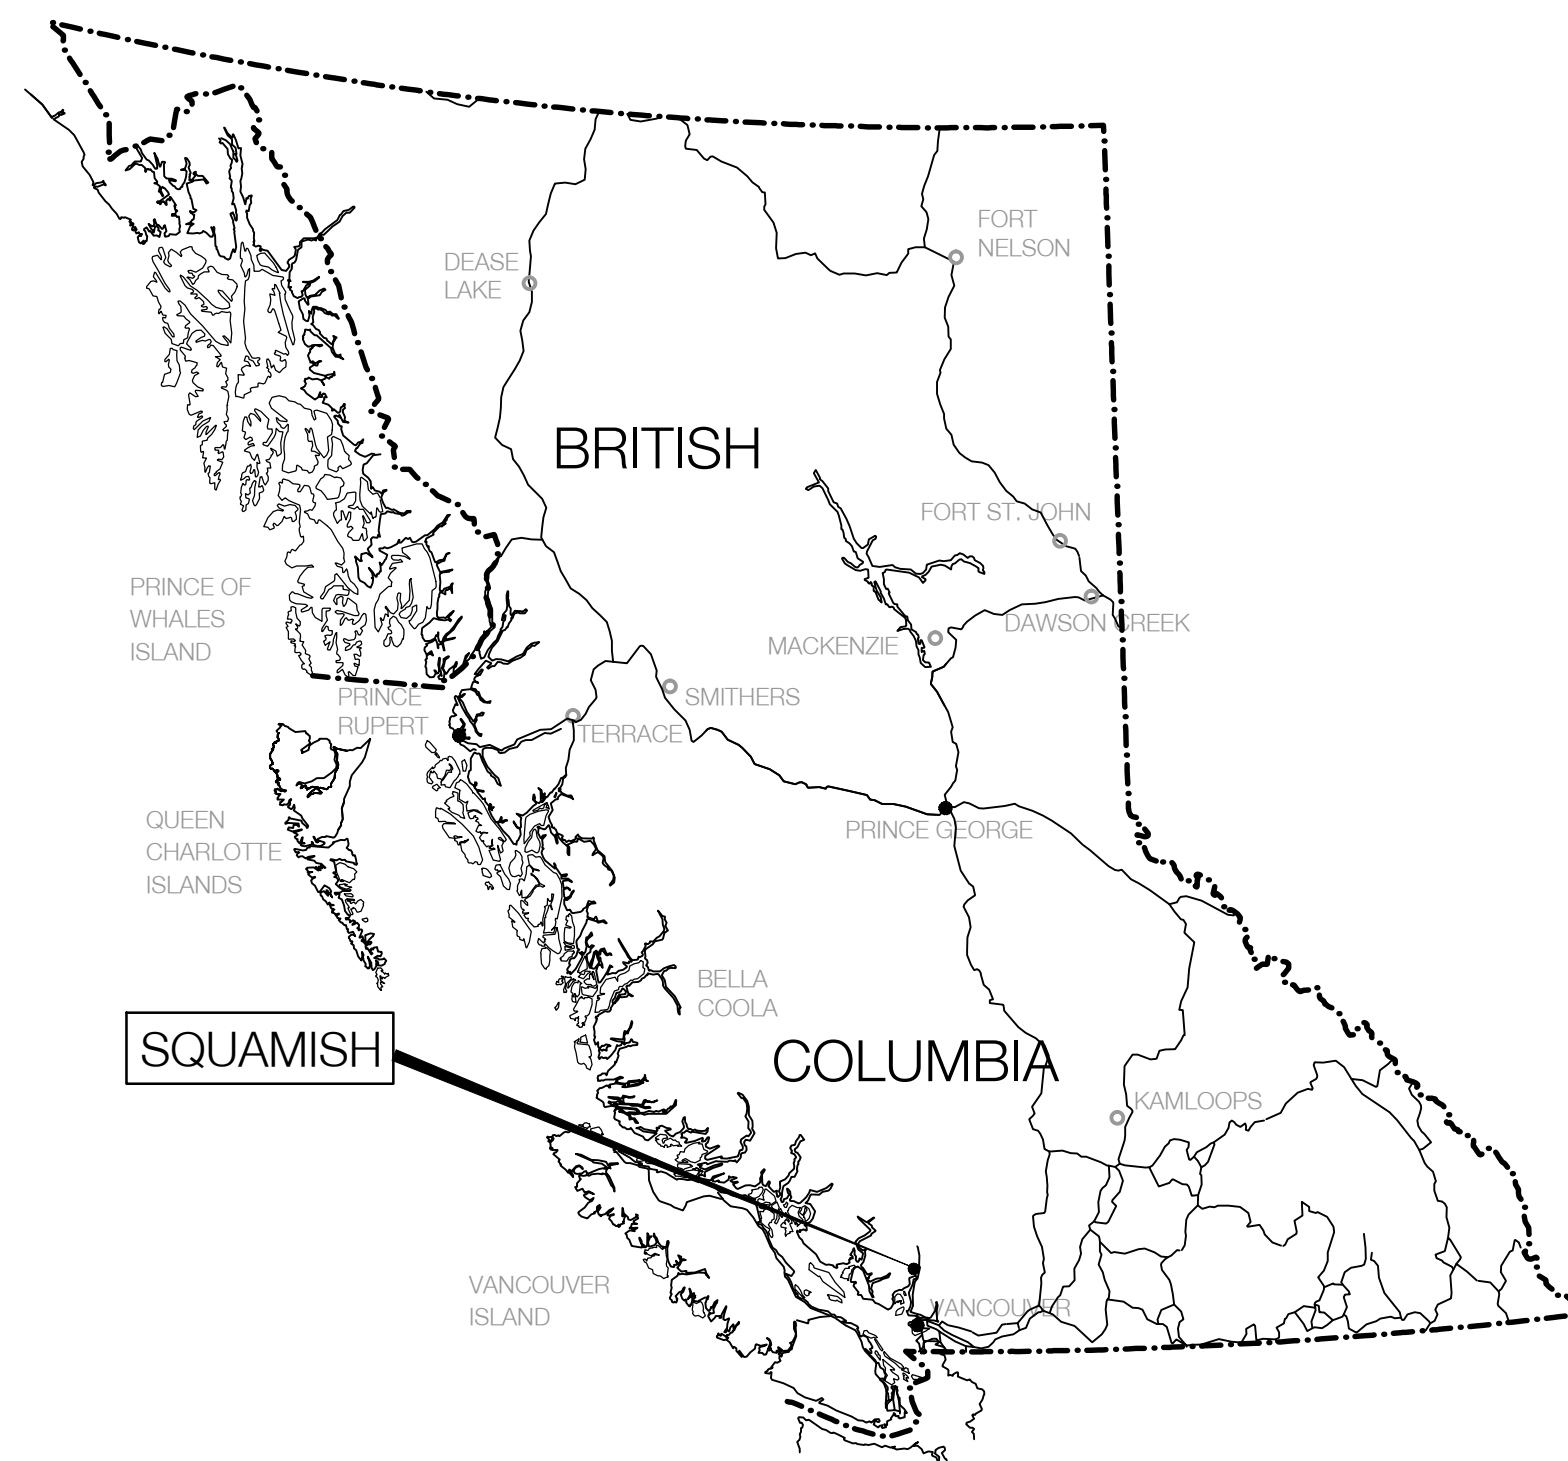 FORT
NELSON
DEASE
LAKE
BRITISH
FORT ST. JOHN
PRINCE OF
WHALES
ISLAND
DAWSON CREEK
MACKENZIE
SMITHERS
PRINCE
RUPERT
TERRACE
QUEEN
CHARLOTTE
ISLANDS
PRINCE GEORGE
BELLA
COOLA
SQUAMISH
COLUMBIA
KAMLOOPS
VANCOUVER
ISLAND
VANCOUVER